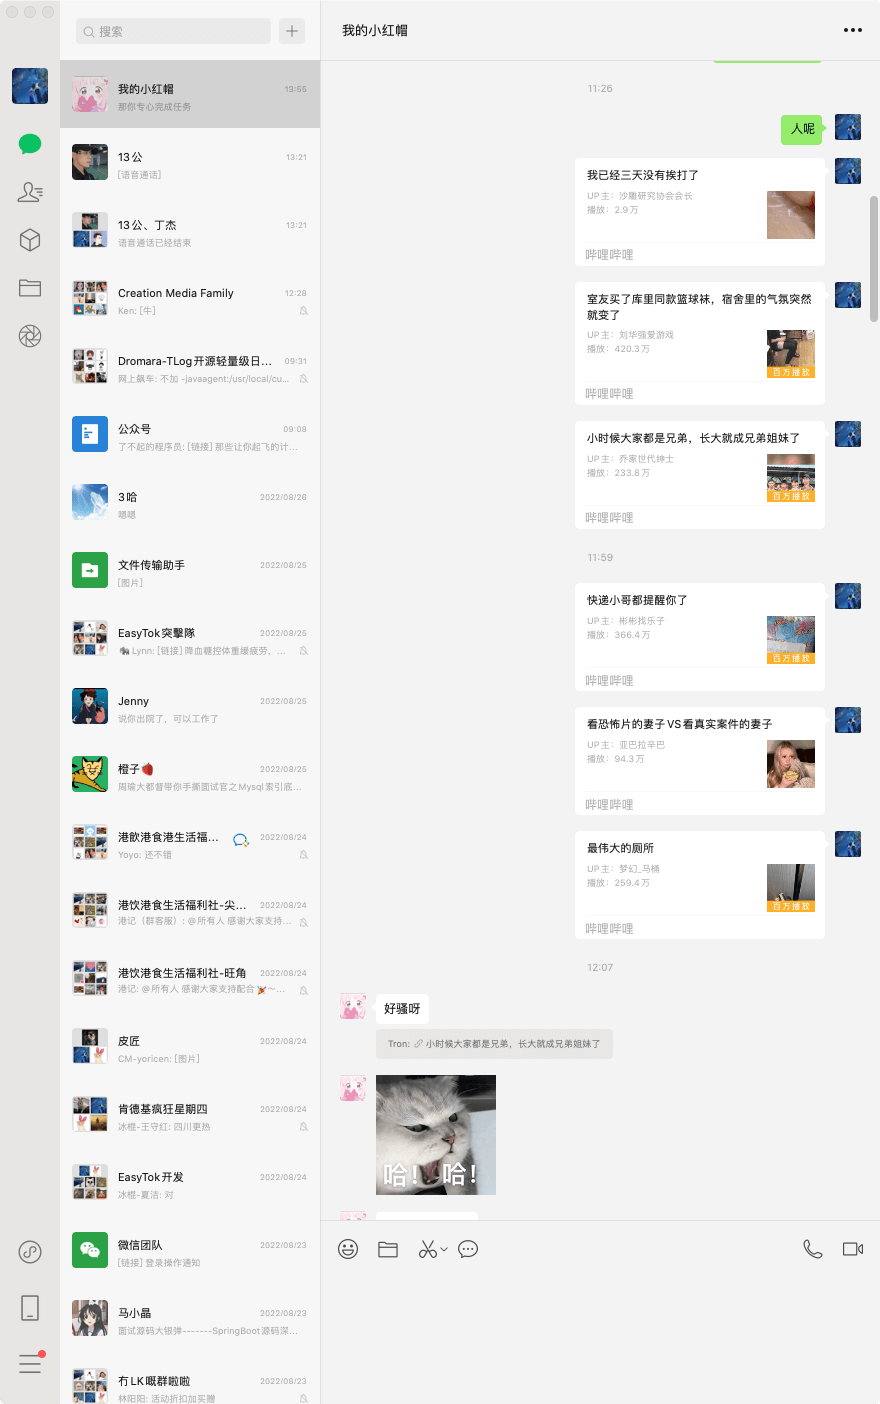 搜索
我的小红帽
13:55
那你专心完成任务
13公
13:21
[语音通话]
13公、丁杰
13:21
语音通话已经结束
Creation Media Family
12:28
Ken: [牛]
Dromara-TLog开源轻量级日...
09:31
网上飙车: 不加 -javaagent:/usr/local/cu...
公众号
09:08
了不起的程序员: [链接] 那些让你起飞的计...
3哈
2022/08/26
嗯嗯
文件传输助手
2022/08/25
[图片]
EasyTok突擊隊
2022/08/25
Lynn: [链接] 降血糖控体重缓疲劳，...
Jenny
2022/08/25
说你出院了，可以工作了
橙子🍓
2022/08/25
周瑜大都督带你手撕面试官之Mysql索引底...
港飲港食港生活福...
2022/08/24
Yoyo: 还不错
港饮港食生活福利社-尖...
2022/08/24
港记（群客服）: @所有人 感谢大家支持...
港饮港食生活福利社-旺角
2022/08/24
港记: @所有人 感谢大家支持配合🎉～...
皮匠
2022/08/24
CM-yoricen: [图片]
肯德基疯狂星期四
2022/08/24
冰棍-王守红: 四川更热
EasyTok开发
2022/08/24
冰棍-夏洁: 对
微信团队
2022/08/23
[链接] 登录操作通知
马小晶
2022/08/23
面试源码大银弹-------SpringBoot源码深...
冇LK嘅群啦啦
2022/08/23
林阳阳: 活动折扣加买赠
我的小红帽
11:26
人呢
我已经三天没有挨打了
UP主：沙雕研究协会会长
播放：2.9万
哔哩哔哩
室友买了库里同款篮球袜，宿舍里的气氛突然
就变了
UP主：刘华强爱游戏
播放：420.3万
百万播放
哔哩哔哩
小时候大家都是兄弟，长大就成兄弟姐妹了
UP主：乔家世代绅士
播放：233.8万
百万播放
哔哩哔哩
11:59
快递小哥都提醒你了
UP主：彬彬找乐子
播放：366.4万
百万播放
哔哩哔哩
看恐怖片的妻子VS看真实案件的妻子
UP主：亚巴拉辛巴
播放：94.3万
哔哩哔哩
最伟大的厕所
UP主：梦幻_马桶
播放：259.4万
百万播放
哔哩哔哩
12:07
好骚呀
Tron: 小时候大家都是兄弟，长大就成兄弟姐妹了
哈！ 哈！